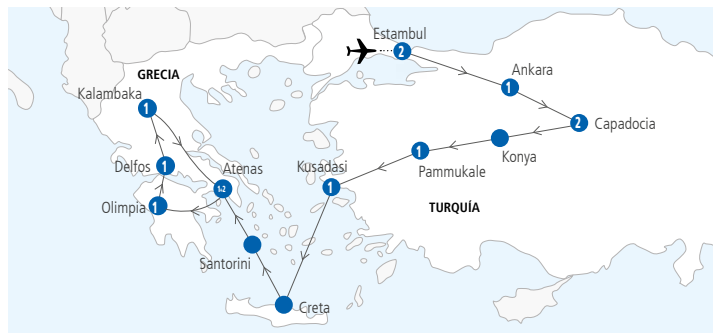 Estambul
2
GRECIA
Ankara
1
Kalambaka
1
2
Capadocia
Konya
1
Pammukale
Delfos
1
Atenas
1-2
Kusadasi
1
Olimpia
1
TURQUÍA
Santorini
Creta